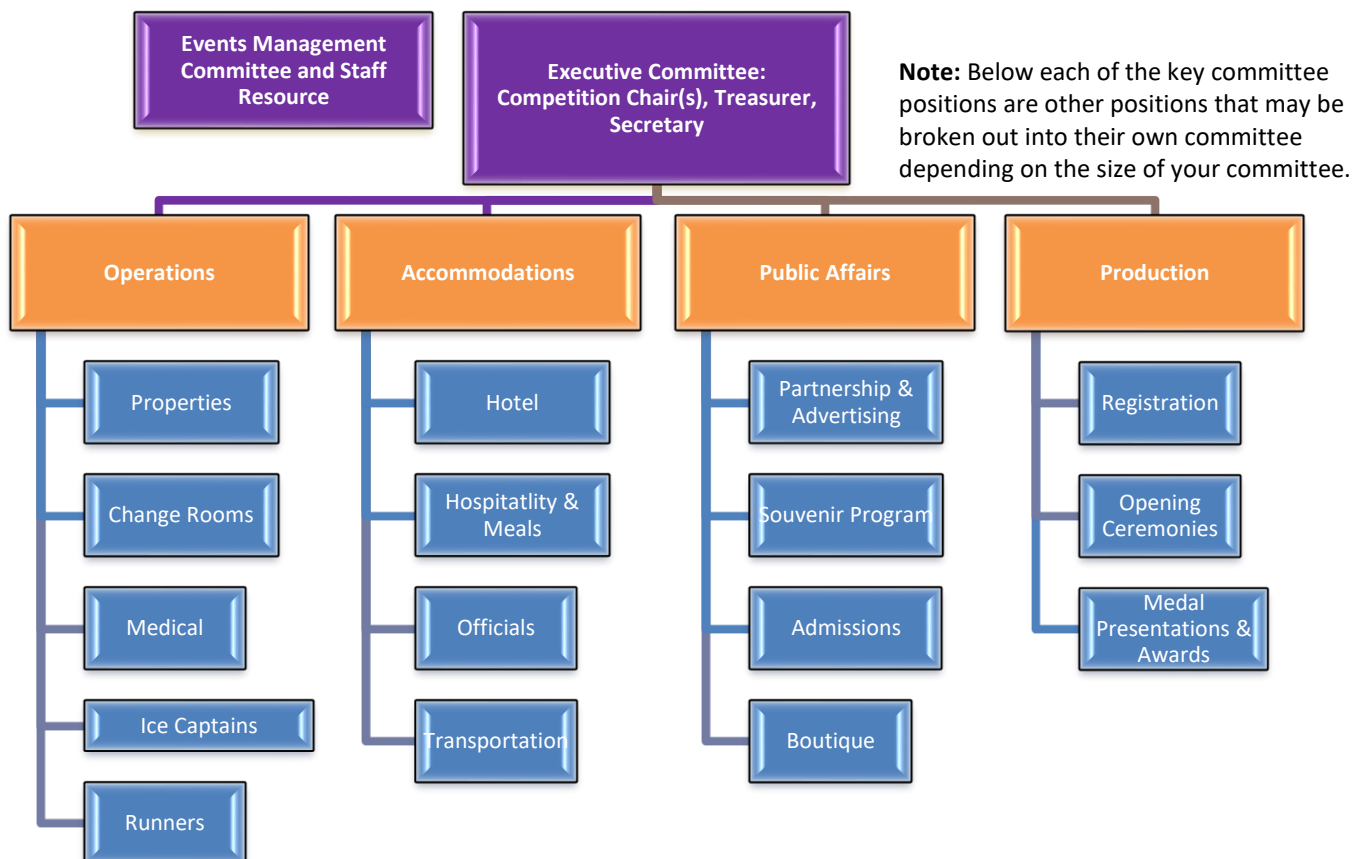 Events Management
Committee and Staff
Resource
Executive Committee:
Competition Chair(s), Treasurer,
Secretary
Note: Below each of the key committee
positions are other positions that may be
broken out into their own committee
depending on the size of your committee.
Operations
Properties
Change Rooms
Medical
Ice Captains
Runners
Accommodations
Hotel
Hospitatlity &
Meals
Officials
Transportation
Public Affairs
Partnership &
Advertising
Souvenir Program
Admissions
Boutique
Production
Registration
Opening
Ceremonies
Medal
Presentations &
Awards